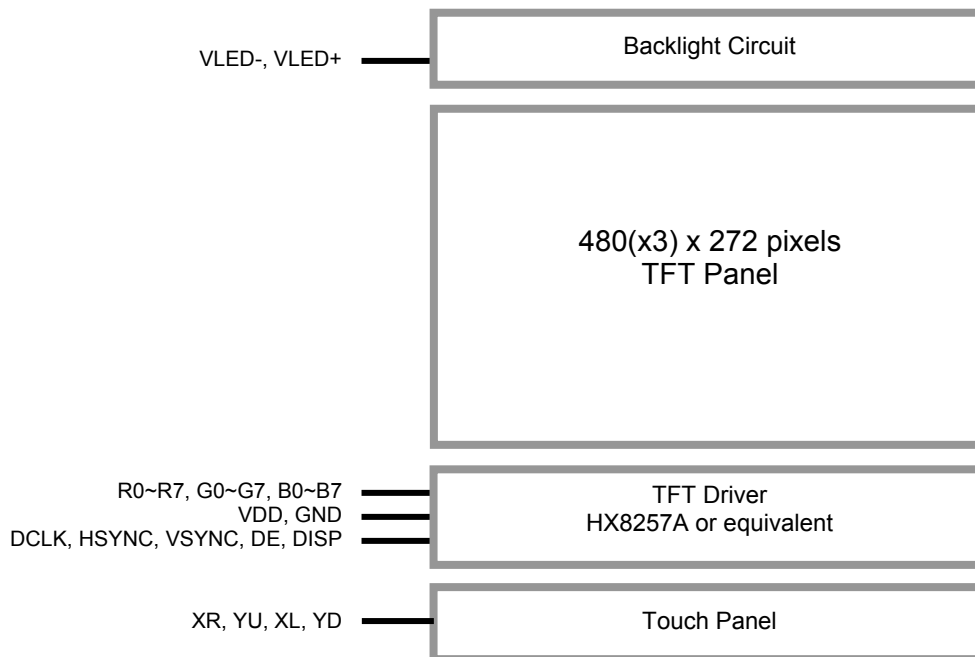 Backlight Circuit
VLED-, VLED+
480(x3) x 272 pixels
TFT Panel
R0~R7, G0~G7, B0~B7
VDD, GND
DCLK, HSYNC, VSYNC, DE, DISP
TFT Driver
HX8257A or equivalent
XR, YU, XL, YD
Touch Panel